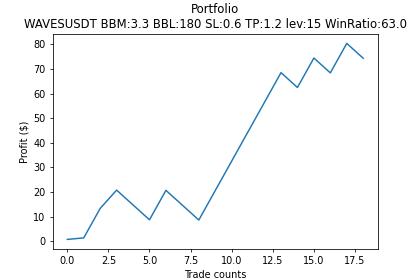 Portfolio
WAVESUSDT BBM:3.3 BBL:180 SL:0.6 TP:1.2 lev:15 WinRatio:63.0
80
70
60
50
40
30
20
10
0
Profit ($)
0.0 2.5 5.0 7.5 10.0 12.5 15.0 17.5
Trade counts